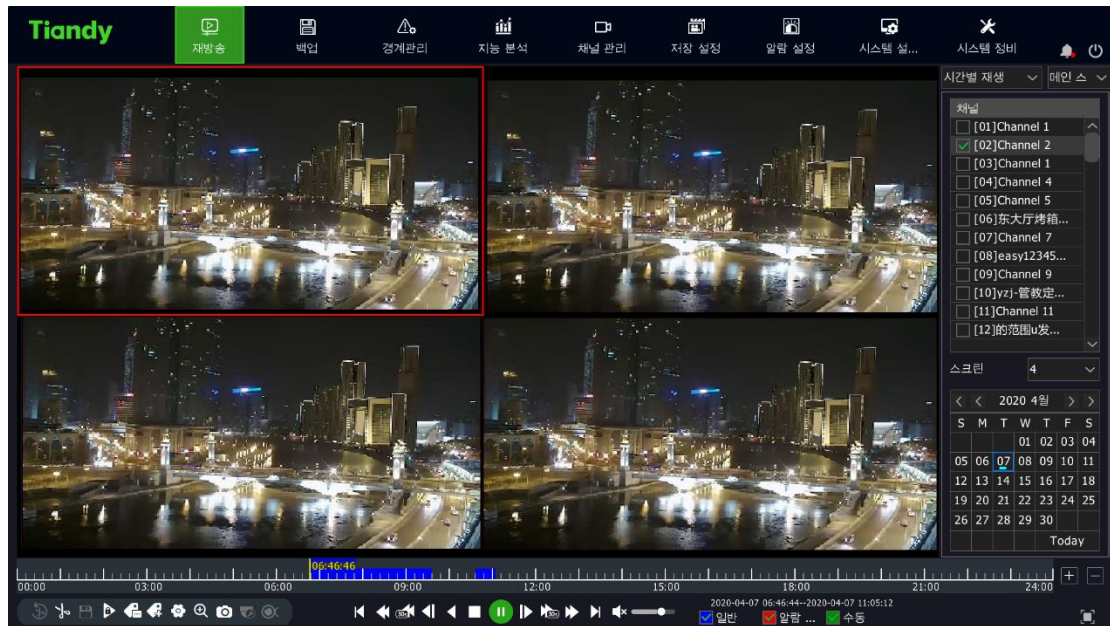 Tiandy
재방송 백업 경계관리 지능 분석 채널 관리 저장 설정 알람 설정 시스템 설... 시스템 정비
시간별 재생 메인 스
채널
[01]Channel 1
[02]Channel 2
[03]Channel 1
[04]Channel 4
[05]Channel 5
[06]东大厅烤箱...
[07]Channel 7
[08]easy12345...
[09]Channel 9
[10]yzj-管教定...
[11]Channel 11
[12]的范围u发...
스크린 4
2020 4월
S M T W T F S
01 02 03 04
05 06 07 08 09 10 11
12 13 14 15 16 17 18
19 20 21 22 23 24 25
26 27 28 29 30
Today
06:46:46
00:00 03:00 06:00 09:00 12:00 15:00 18:00 21:00 24:00
2020-04-07 06:46:44--2020-04-07 11:05:12
일반 알람 ... 수동